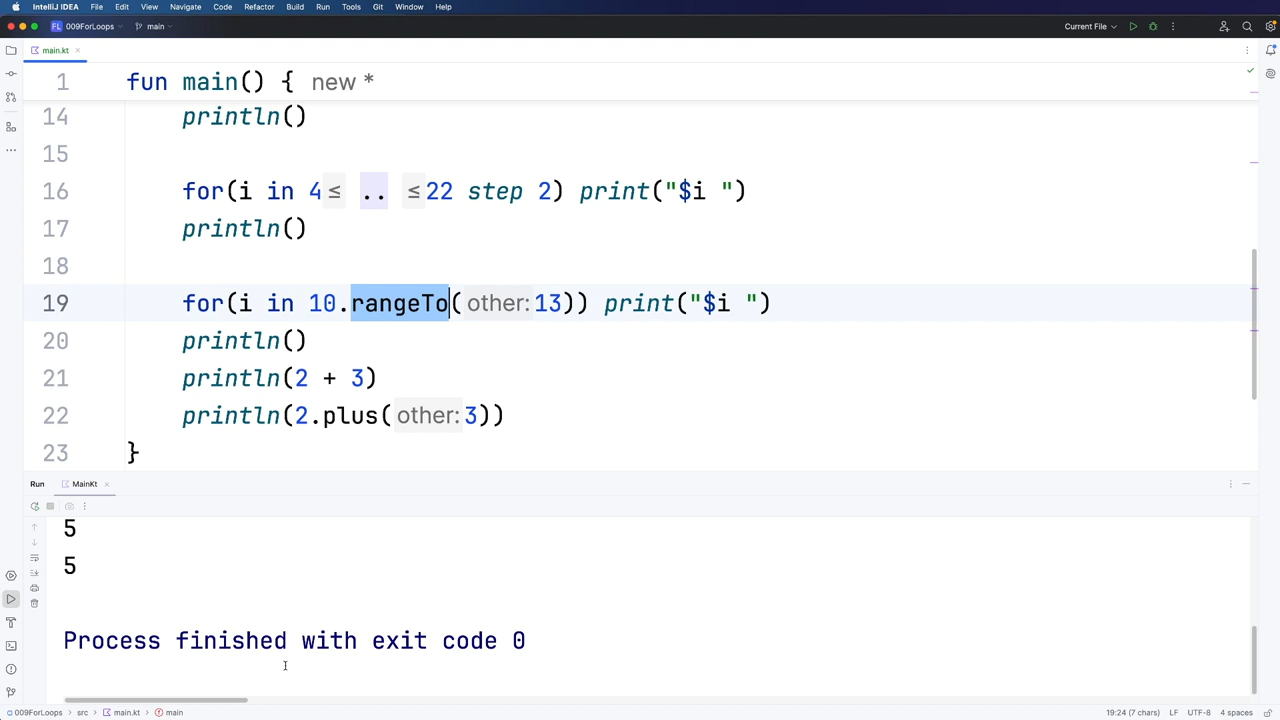 IntelliJ IDEA File Edit View Navigate Code Refactor Build Run Tools Git Window Help
FL 009ForLoops main Current File
main.kt
1 fun main() { new *
14 println()
15
16 for(i in 4≤ .. ≤22 step 2) print("$i ")
17 println()
18
19 for(i in 10.rangeTo(other:13)) print("$i ")
20 println()
21 println(2 + 3)
22 println(2.plus(other:3))
23 }
Run MainKt
5
5
Process finished with exit code 0
009ForLoops src main.kt main 19:24 (7 chars) LF UTF-8 4 spaces